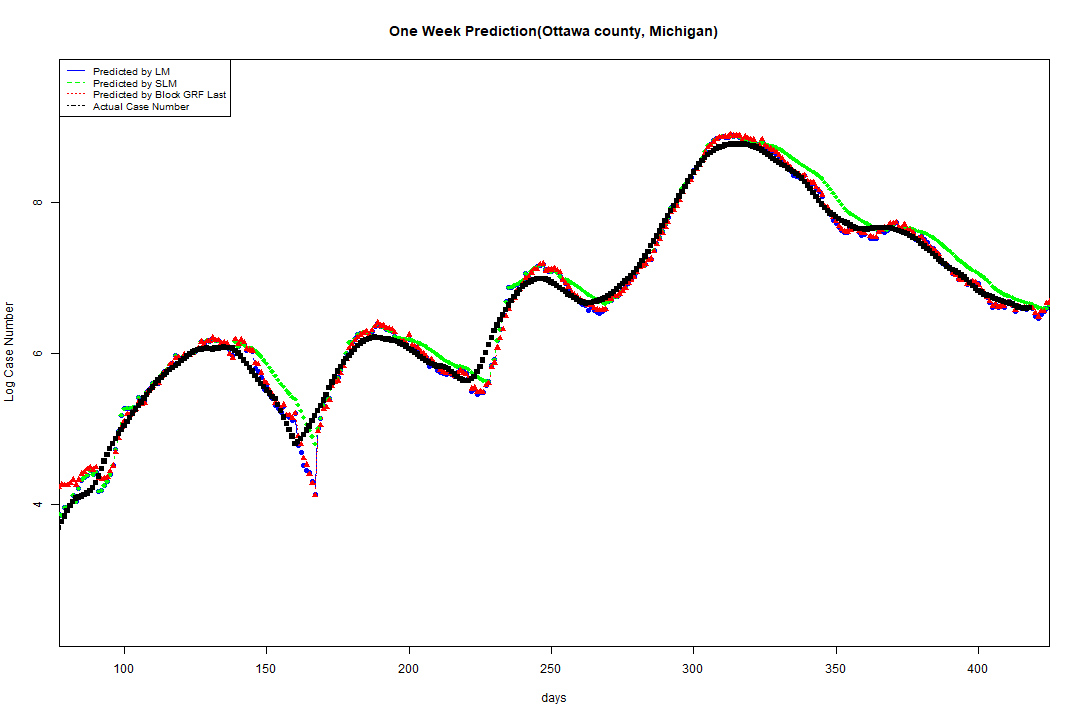 One Week Prediction(Ottawa county, Michigan)
Predicted by LM
Predicted by SLM
Predicted by Block GRF Last
Actual Case Number
Log Case Number
8
6
4
100 150 200 250 300 350 400
days